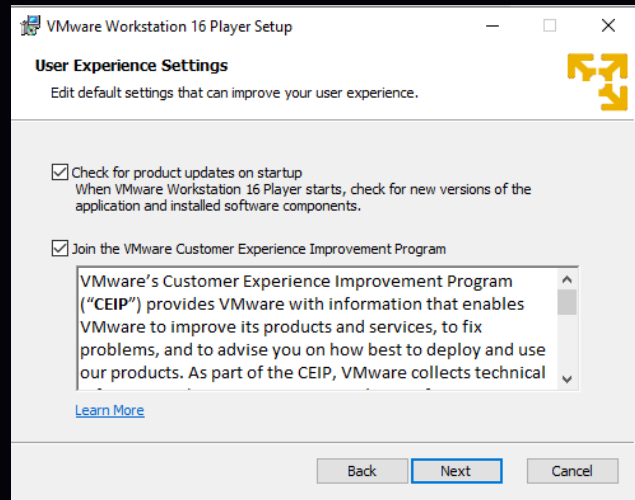 VMware Workstation 16 Player Setup
User Experience Settings
Edit default settings that can improve your user experience.
Check for product updates on startup
When VMware Workstation 16 Player starts, check for new versions of the
application and installed software components.
Join the VMware Customer Experience Improvement Program
VMware's Customer Experience Improvement Program
("CEIP") provides VMware with information that enables
VMware to improve its products and services, to fix
problems, and to advise you on how best to deploy and use
our products. As part of the CEIP, VMware collects technical
Learn More
Back Next Cancel